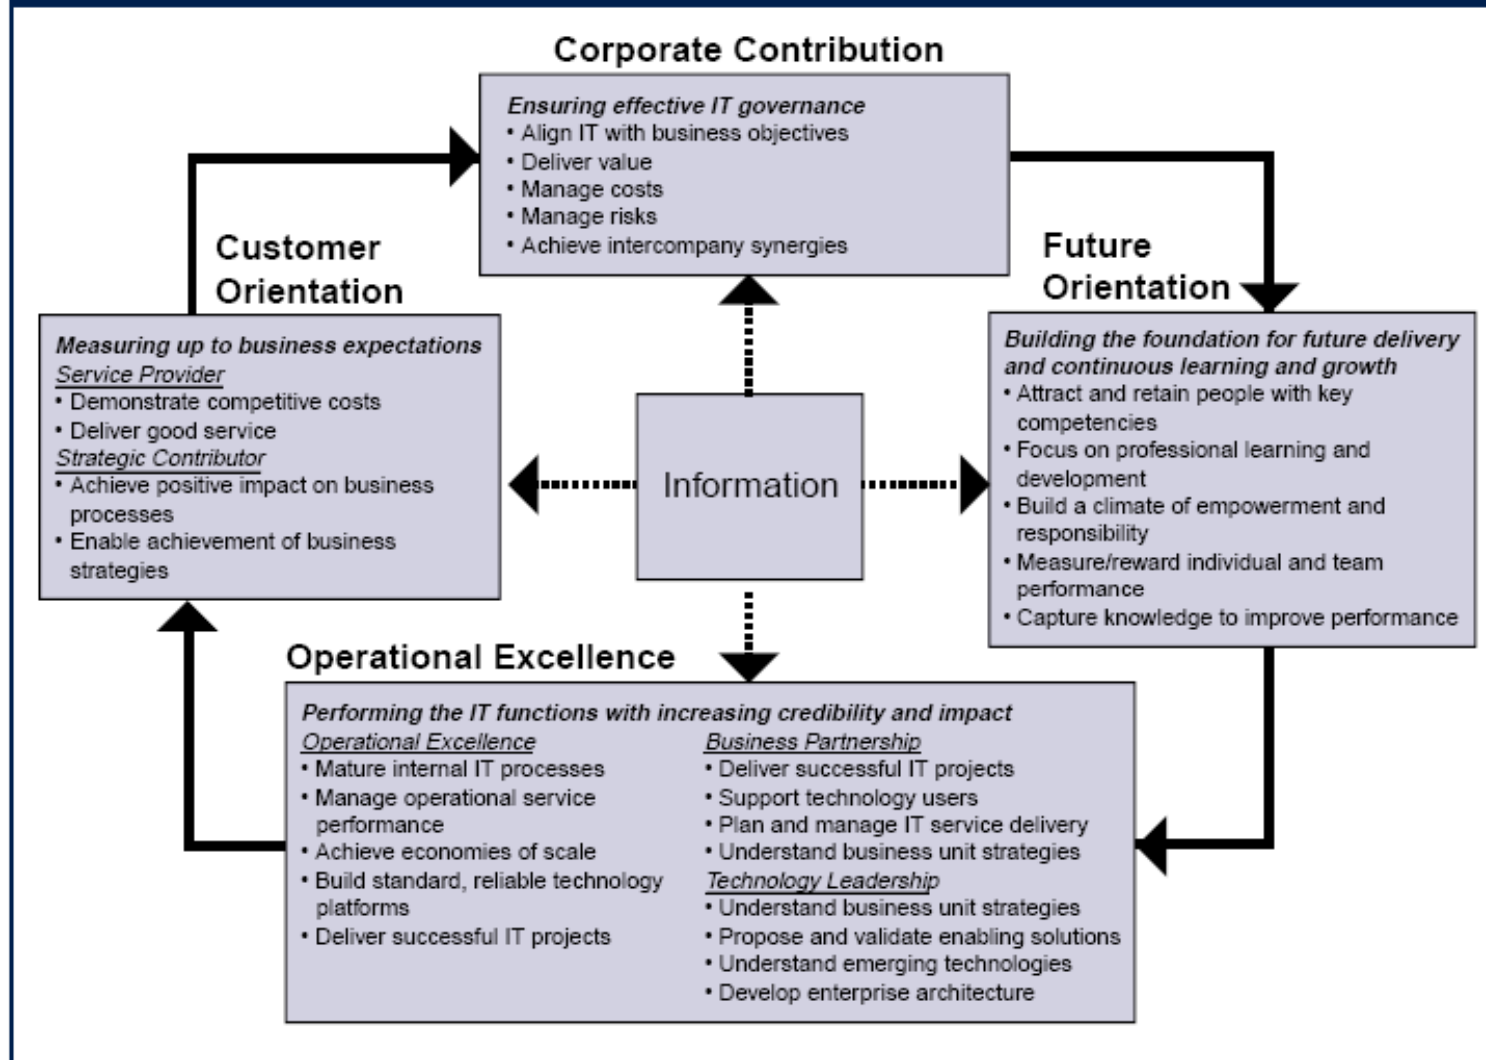 Corporate Contribution
Ensuring effective IT governance
• Align IT with business objectives
• Deliver value
• Manage costs
• Manage risks
• Achieve intercompany synergies
Customer
Orientation
Measuring up to business expectations
Service Provider
• Demonstrate competitive costs
• Deliver good service
Strategic Contributor
• Achieve positive impact on business
processes
• Enable achievement of business
strategies
Future
Orientation
Building the foundation for future delivery
and continuous learning and growth
• Attract and retain people with key
competencies
• Focus on professional learning and
development
• Build a climate of empowerment and
responsibility
• Measure/reward individual and team
performance
• Capture knowledge to improve performance
Information
Operational Excellence
Performing the IT functions with increasing credibility and impact
Operational Excellence
• Mature internal IT processes
• Manage operational service
performance
• Achieve economies of scale
• Build standard, reliable technology
platforms
• Deliver successful IT projects
Business Partnership
• Deliver successful IT projects
• Support technology users
• Plan and manage IT service delivery
• Understand business unit strategies
Technology Leadership
• Understand business unit strategies
• Propose and validate enabling solutions
• Understand emerging technologies
• Develop enterprise architecture